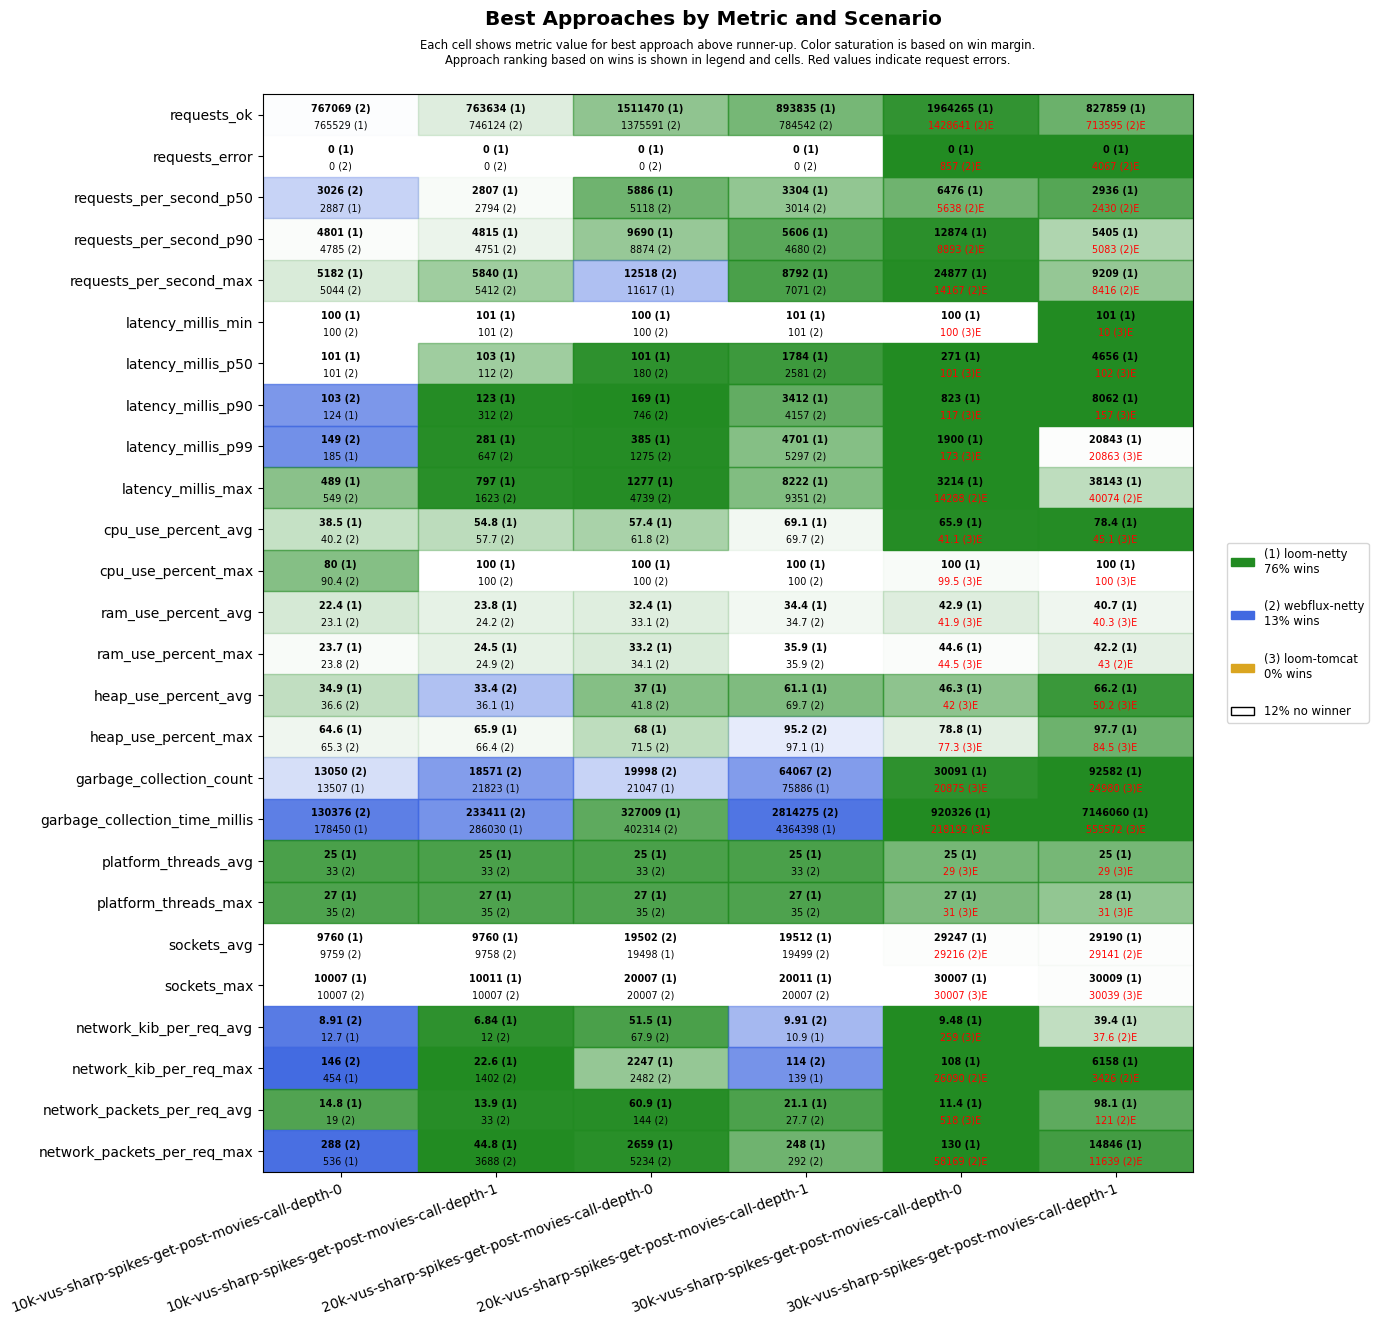 Best Approaches by Metric and Scenario
Each cell shows metric value for best approach above runner-up. Color saturation is based on win margin.
Approach ranking based on wins is shown in legend and cells. Red values indicate request errors.
requests_ok
767069 (2) 763634 (1) 1511470 (1) 893835 (1) 1964265 (1) 827859 (1)
765529 (1) 746124 (2) 1375591 (2) 784542 (2) 1428641 (2)E 713595 (2)E
requests_error
0 (1) 0 (1) 0 (1) 0 (1) 0 (1) 0 (1)
0 (2) 0 (2) 0 (2) 0 (2) 957 (2)E 4067 (2)E
requests_per_second_p50
3026 (2) 2807 (1) 5886 (1) 3304 (1) 6476 (1) 2936 (1)
2887 (1) 2794 (2) 5118 (2) 3014 (2) 5638 (2)E 2430 (2)E
requests_per_second_p90
4801 (1) 4815 (1) 9690 (1) 5606 (1) 12874 (1) 5405 (1)
4785 (2) 4751 (2) 8874 (2) 4680 (2) 8893 (2)E 5083 (2)E
requests_per_second_max
5182 (1) 5840 (1) 12518 (2) 8792 (1) 24877 (1) 9209 (1)
5044 (2) 5412 (2) 11617 (1) 7071 (2) 14167 (2)E 8416 (2)E
latency_millis_min
100 (1) 101 (1) 100 (1) 101 (1) 100 (1) 101 (1)
100 (2) 101 (2) 100 (2) 101 (2) 100 (3)E 10 (3)E
latency_millis_p50
101 (1) 103 (1) 101 (1) 1784 (1) 271 (1) 4656 (1)
101 (2) 112 (2) 180 (2) 2581 (2) 101 (3)E 102 (3)E
latency_millis_p90
103 (2) 123 (1) 169 (1) 3412 (1) 823 (1) 8062 (1)
124 (1) 312 (2) 746 (2) 4157 (2) 117 (3)E 157 (3)E
latency_millis_p99
149 (2) 281 (1) 385 (1) 4701 (1) 1900 (1) 20843 (1)
185 (1) 647 (2) 1275 (2) 5297 (2) 173 (3)E 20863 (3)E
latency_millis_max
489 (1) 797 (1) 1277 (1) 8222 (1) 3214 (1) 38143 (1)
549 (2) 1623 (2) 4739 (2) 9351 (2) 14288 (2)E 40074 (2)E
cpu_use_percent_avg
38.5 (1) 54.8 (1) 57.4 (1) 69.1 (1) 65.9 (1) 78.4 (1)
40.2 (2) 57.7 (2) 61.8 (2) 69.7 (2) 41.1 (3)E 45.1 (3)E
cpu_use_percent_max
80 (1) 100 (1) 100 (1) 100 (1) 100 (1) 100 (1)
90.4 (2) 100 (2) 100 (2) 100 (2) 99.5 (3)E 100 (3)E
ram_use_percent_avg
22.4 (1) 23.8 (1) 32.4 (1) 34.4 (1) 42.9 (1) 40.7 (1)
23.1 (2) 24.2 (2) 33.1 (2) 34.7 (2) 41.9 (3)E 40.3 (3)E
ram_use_percent_max
23.7 (1) 24.5 (1) 33.2 (1) 35.9 (1) 44.6 (1) 42.2 (1)
23.8 (2) 24.9 (2) 34.1 (2) 35.9 (2) 44.5 (3)E 43 (2)E
heap_use_percent_avg
34.9 (1) 33.4 (2) 37 (1) 61.1 (1) 46.3 (1) 66.2 (1)
36.6 (2) 36.1 (1) 41.8 (2) 69.7 (2) 42 (3)E 50.2 (3)E
heap_use_percent_max
64.6 (1) 65.9 (1) 68 (1) 95.2 (2) 78.8 (1) 97.7 (1)
65.3 (2) 66.4 (2) 71.5 (2) 97.1 (1) 77.3 (3)E 84.5 (3)E
garbage_collection_count
13050 (2) 18571 (2) 19998 (2) 64067 (2) 30091 (1) 92582 (1)
13507 (1) 21823 (1) 21047 (1) 75886 (1) 20875 (3)E 24980 (3)E
garbage_collection_time_millis
130376 (2) 233411 (2) 327009 (1) 2814275 (2) 920326 (1) 7146060 (1)
178450 (1) 286030 (1) 402314 (2) 4364398 (1) 218192 (3)E 555572 (3)E
platform_threads_avg
25 (1) 25 (1) 25 (1) 25 (1) 25 (1) 25 (1)
33 (2) 33 (2) 33 (2) 33 (2) 29 (3)E 29 (3)E
platform_threads_max
27 (1) 27 (1) 27 (1) 27 (1) 27 (1) 28 (1)
35 (2) 35 (2) 35 (2) 35 (2) 31 (3)E 31 (3)E
sockets_avg
9760 (1) 9760 (1) 19502 (2) 19512 (1) 29247 (1) 29190 (1)
9759 (2) 9758 (2) 19498 (1) 19499 (2) 29216 (2)E 29141 (2)E
sockets_max
10007 (1) 10011 (1) 20007 (1) 20011 (1) 30007 (1) 30009 (1)
10007 (2) 10007 (2) 20007 (2) 20007 (2) 30007 (3)E 30039 (3)E
network_kib_per_req_avg
8.91 (2) 6.84 (1) 51.5 (1) 9.91 (2) 9.48 (1) 39.4 (1)
12.7 (1) 12 (2) 67.9 (2) 10.9 (1) 259 (3)E 37.6 (2)E
network_kib_per_req_max
146 (2) 22.6 (1) 2247 (1) 114 (2) 108 (1) 6158 (1)
454 (1) 1402 (2) 2482 (2) 139 (1) 26090 (2)E 3426 (2)E
network_packets_per_req_avg
14.8 (1) 13.9 (1) 60.9 (1) 21.1 (1) 11.4 (1) 98.1 (1)
19 (2) 33 (2) 144 (2) 27.7 (2) 518 (3)E 121 (2)E
network_packets_per_req_max
288 (2) 44.8 (1) 2659 (1) 248 (1) 130 (1) 14846 (1)
536 (1) 3688 (2) 5234 (2) 292 (2) 58169 (2)E 11639 (2)E
10k-vus-sharp-spikes-get-post-movies-call-depth-0
10k-vus-sharp-spikes-get-post-movies-call-depth-1
20k-vus-sharp-spikes-get-post-movies-call-depth-0
20k-vus-sharp-spikes-get-post-movies-call-depth-1
30k-vus-sharp-spikes-get-post-movies-call-depth-0
30k-vus-sharp-spikes-get-post-movies-call-depth-1
(1) loom-netty
76% wins
(2) webflux-netty
13% wins
(3) loom-tomcat
0% wins
12% no winner